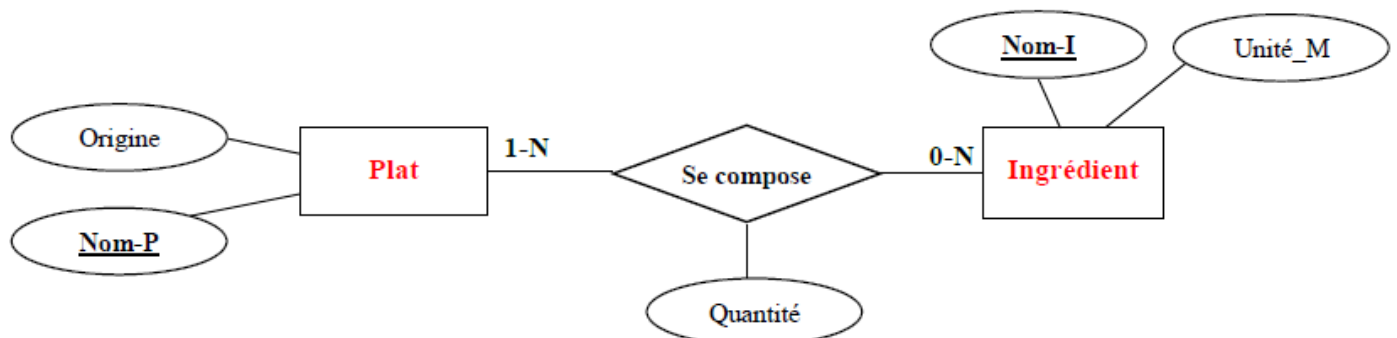 Nom-I
Unité_M
Origine
Plat
1-N
Se compose
0-N
Ingrédient
Nom-P
Quantité